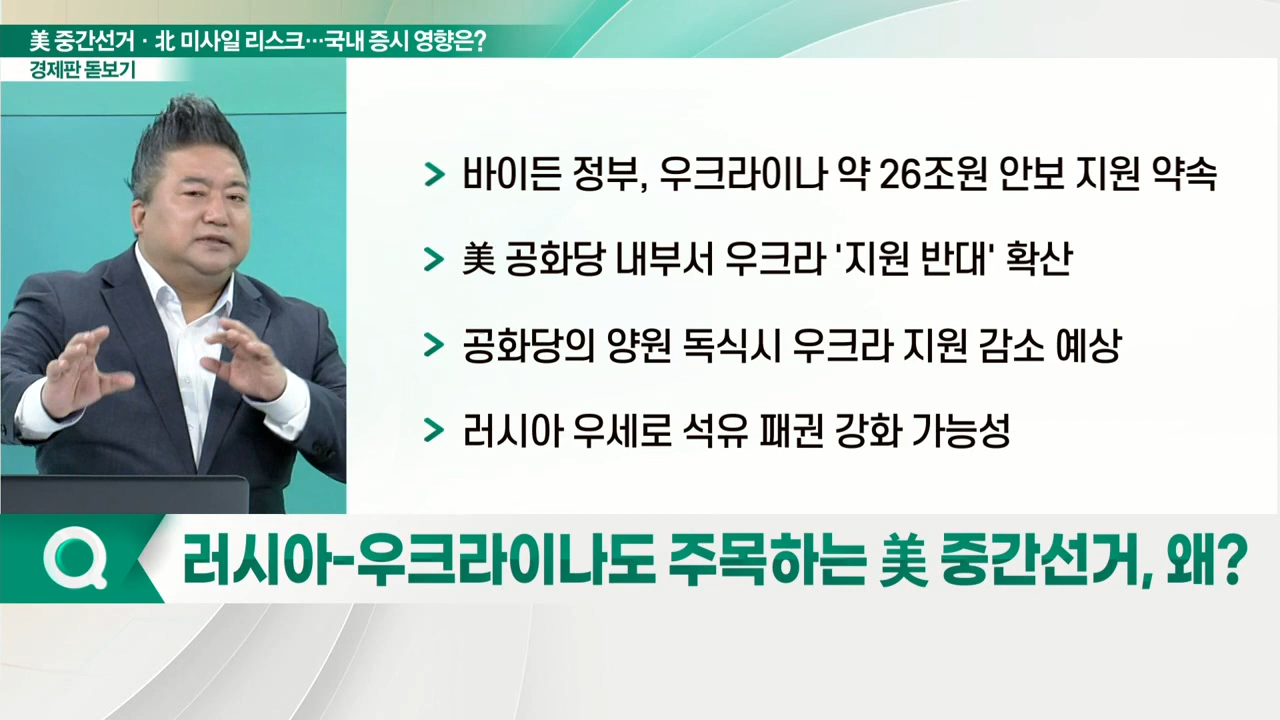 美 중간선거·北 미사일 리스크…국내 증시 영향은?
경제판 돋보기
> 바이든 정부, 우크라이나 약 26조원 안보 지원 약속
> 美 공화당 내부서 우크라 '지원 반대' 확산
> 공화당의 양원 독식시 우크라 지원 감소 예상
> 러시아 우세로 석유 패권 강화 가능성
Q 러시아-우크라이나도 주목하는 美 중간선거, 왜?